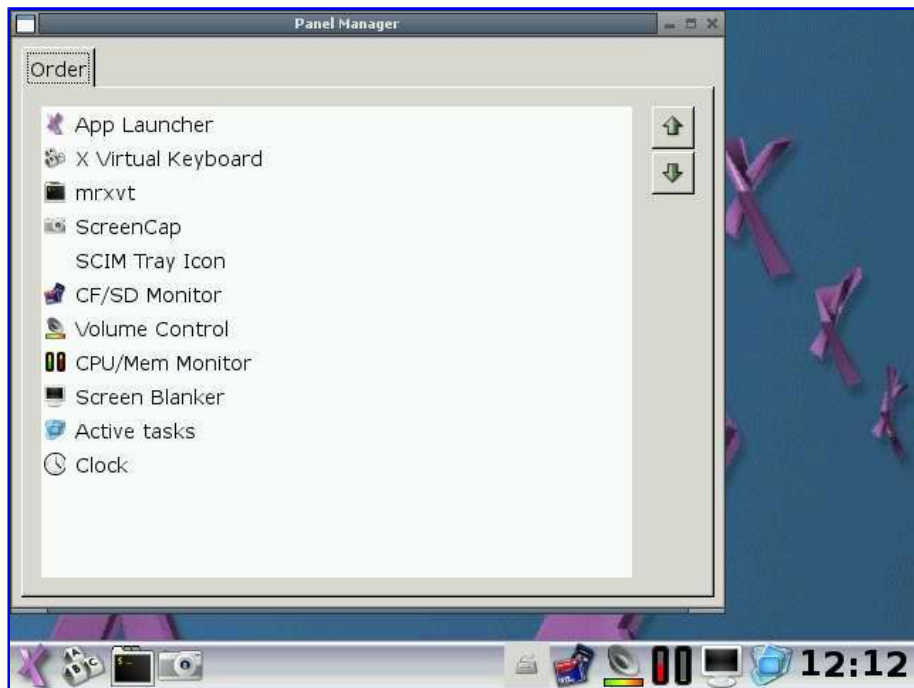 Panel Manager
Order
App Launcher
X Virtual Keyboard
mrxvt
ScreenCap
SCIM Tray Icon
CF/SD Monitor
Volume Control
CPU/Mem Monitor
Screen Blanker
Active tasks
Clock
A
B C
$-
12:12